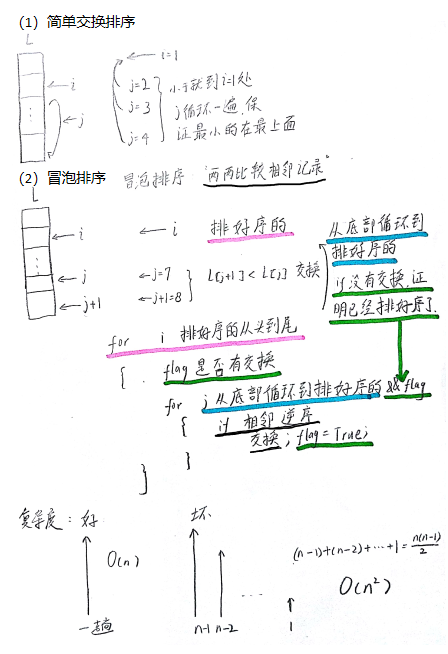 (1) 简单交换排序
L
i=1
i
j=2
小于就到i=1处
j=3
j循环一遍,保
j
j=4
证最小的在最上面
(2) 冒泡排序 冒泡排序 "两两比较相邻记录"
L
i
i
排好序的
从底部循环到
排好序的
j
j=7
L[j+1]<L[j] 交换
if没有交换,证
j+1
j+1=8
明已经排好序了.
for i 排好序的从头到尾
{ flag是否有交换
for j 从底部循环到排好序的 && flag
{ if 相邻逆序
交换; flag=True;
}
}
复杂度: 好 坏
O(n)
(n-1)+(n-2)+…+1=n(n-1)/2
O(n²)
…
一趟
n-1 n-2
1